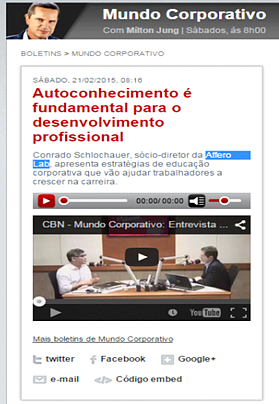 Mundo Corporativo
Com Milton Jung | Sábados, às 8h00
BOLETINS > MUNDO CORPORATIVO
SÁBADO, 21/02/2015, 08:16
Autoconhecimento é
fundamental para o
desenvolvimento
profissional
Conrado Schlochauer, sócio-diretor da Affero
Lab, apresenta estratégias de educação
corporativa que vão ajudar trabalhadores a
crescer na carreira.
00:00/ 00:00
CBN - Mundo Corporativo: Entrevista ...
YouTube
Mais boletins de Mundo Corporativo
twitter
Facebook
Google+
e-mail
Código embed